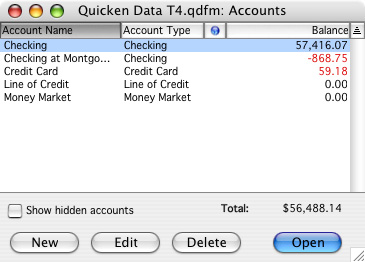 Quicken Data T4.qdfm: Accounts
Account Name Account Type ? Balance
Checking Checking 57,416.07
Checking at Montgo... Checking -868.75
Credit Card Credit Card 59.18
Line of Credit Line of Credit 0.00
Money Market Money Market 0.00
Show hidden accounts Total: $56,488.14
New Edit Delete Open